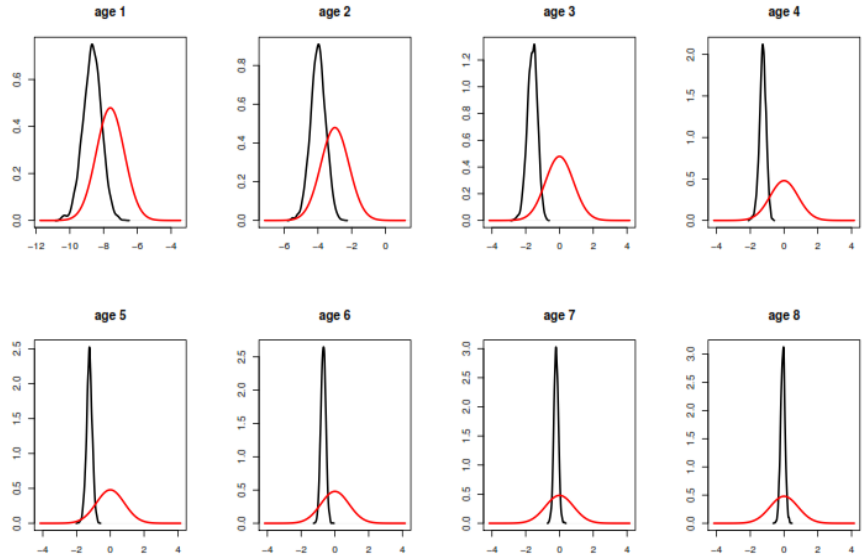 age 1
age 2
age 3
age 4
0.0 0.2 0.4 0.6
−12 −10 −8 −6 −4
0.0 0.2 0.4 0.6 0.8
−6 −4 −2 0
0.0 0.2 0.4 0.6 0.8 1.0 1.2
−4 −2 0 2 4
0.0 0.5 1.0 1.5 2.0
−4 −2 0 2 4
age 5
age 6
age 7
age 8
0.0 0.5 1.0 1.5 2.0 2.5
−4 −2 0 2 4
0.0 0.5 1.0 1.5 2.0 2.5
−4 −2 0 2 4
0.0 0.5 1.0 1.5 2.0 2.5 3.0
−4 −2 0 2 4
0.0 0.5 1.0 1.5 2.0 2.5 3.0
−4 −2 0 2 4